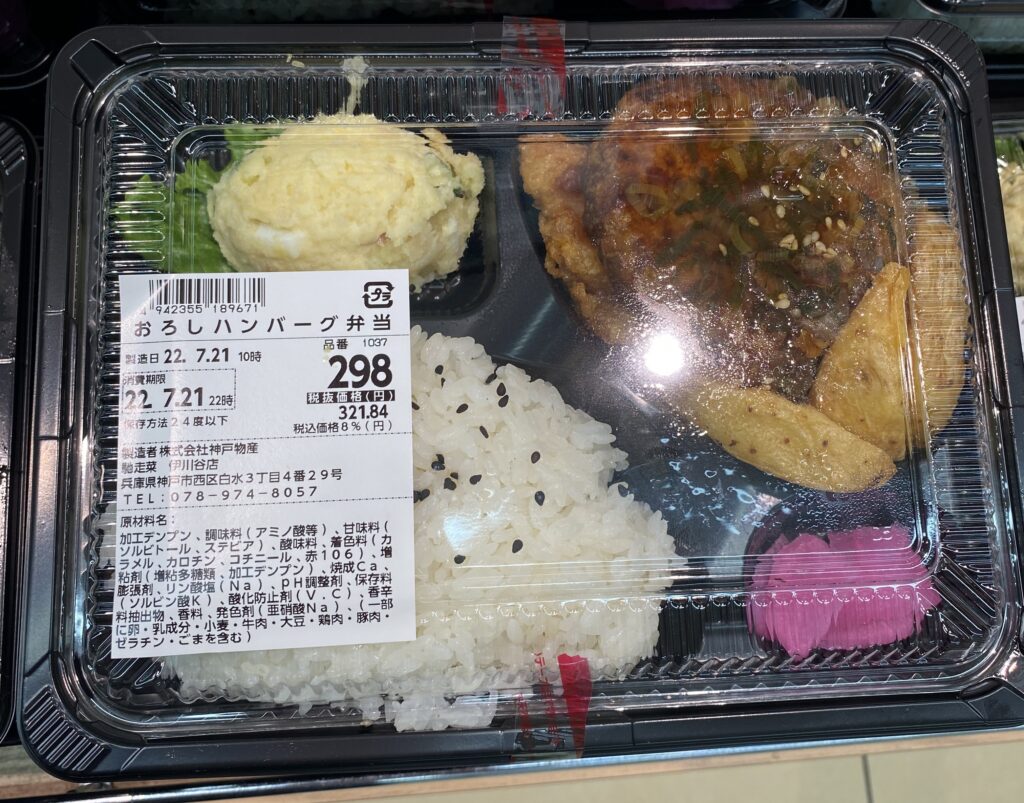 4942355 189671
プラ
おろしハンバーグ弁当
品番 1037
製造日 22. 7.21 10時
298
消費期限
税抜価格(円)
22. 7.21 22時
321.84
保存方法24度以下
税込価格8%(円)
製造者 株式会社神戸物産
馳走菜 伊川谷店
兵庫県神戸市西区白水3丁目4番29号
TEL:078-974-8057
原材料名:
加工デンプン、調味料(アミノ酸等)、甘味料(
ソルビトール、ステビア)、酸味料、着色料(カ
ラメル、カロチン、コチニール、赤106)、増
粘剤(増粘多糖類、加工デンプン)、焼成Ca、
膨張剤、リン酸塩(Na)、pH調整剤、保存料
(ソルビン酸K)、酸化防止剤(V.C)、香辛
料抽出物、香料、発色剤(亜硝酸Na)、(一部
に卵・乳成分・小麦・牛肉・大豆・鶏肉・豚肉・
ゼラチン・ごまを含む)